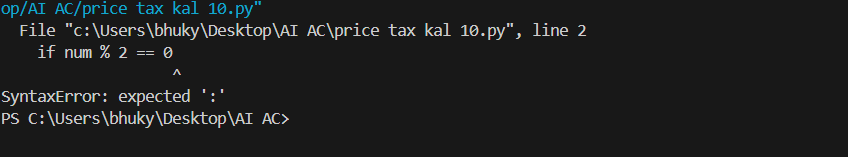 op/AI AC/price tax kal 10.py"
  File "c:\Users\bhuky\Desktop\AI AC\price tax kal 10.py", line 2
    if num % 2 == 0
                   ^
SyntaxError: expected ':'
PS C:\Users\bhuky\Desktop\AI AC>